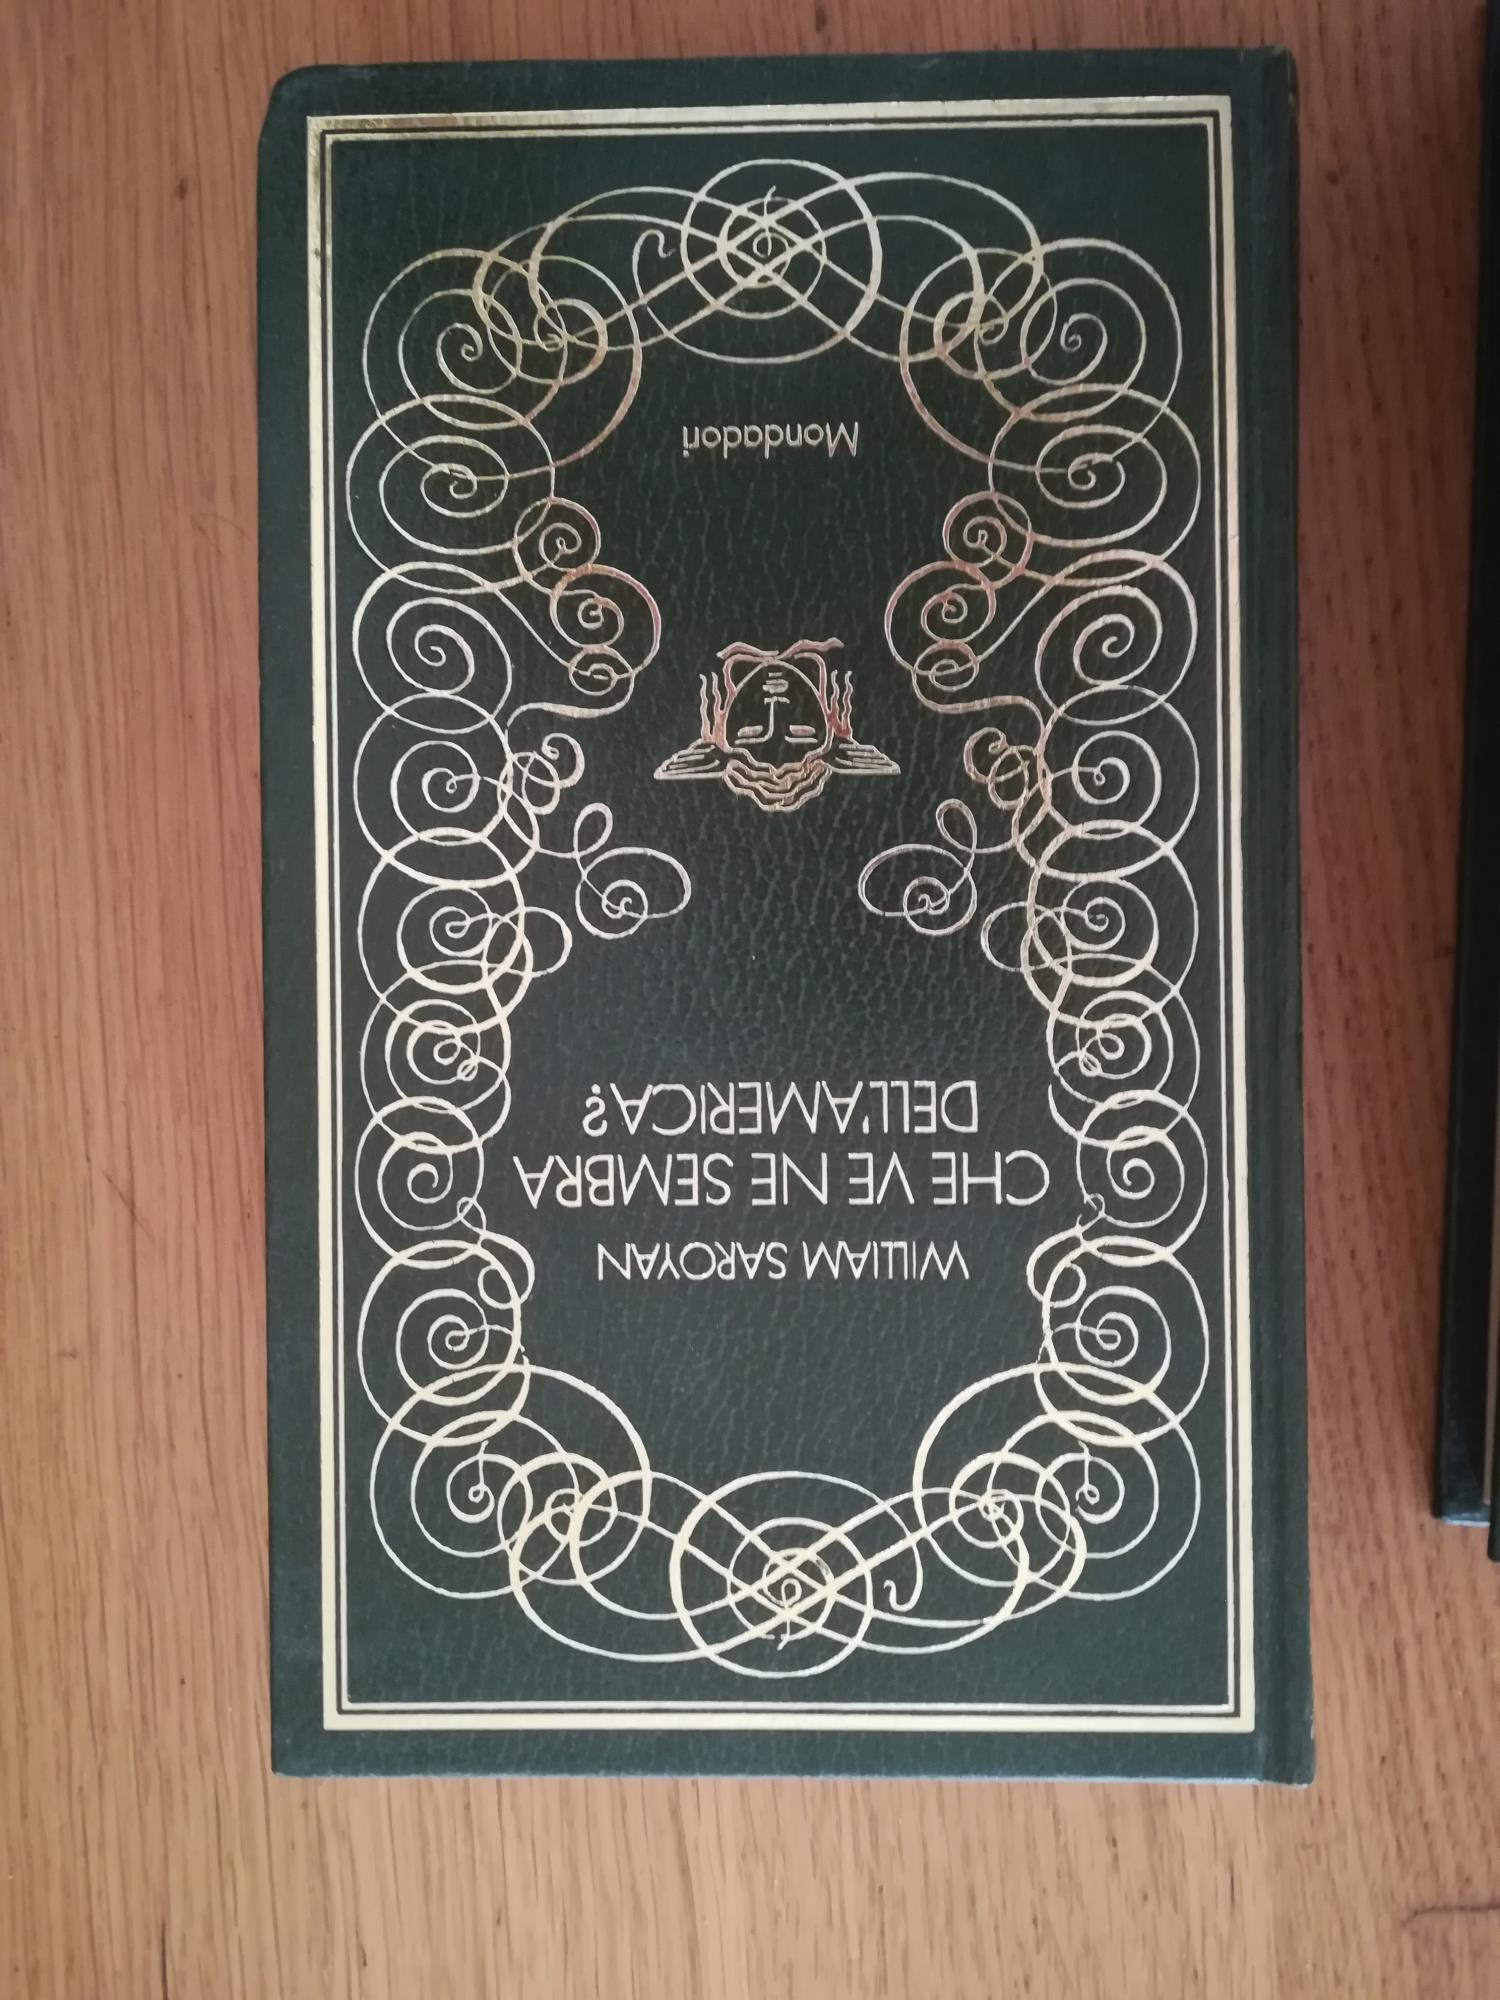 WILLIAM SAROYAN
CHE VE NE SEMBRA
DELL'AMERICA?
Mondadori